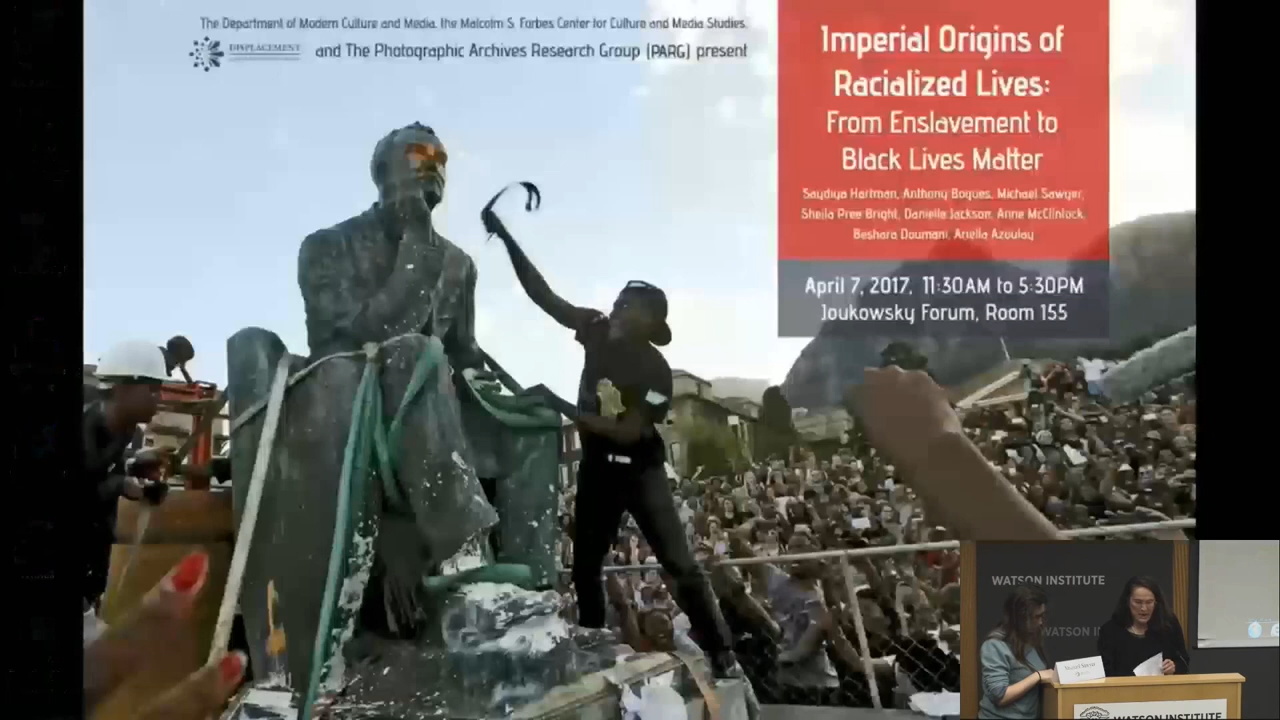 The Department of Modern Culture and Media, the Malcolm S. Forbes Center for Culture and Media Studies,
DISPLACEMENT
and The Photographic Archives Research Group (PARG) present
Imperial Origins of
Racialized Lives:
From Enslavement to
Black Lives Matter
Saydiya Hartman, Anthony Bogues, Michael Sawyer,
Sheila Pree Bright, Danielle Jackson, Anne McClintock,
Beshara Doumani, Ariella Azoulay
April 7, 2017, 11:30AM to 5:30PM
Joukowsky Forum, Room 155
WATSON INSTITUTE
WATSON I
WATSON INSTITUTE